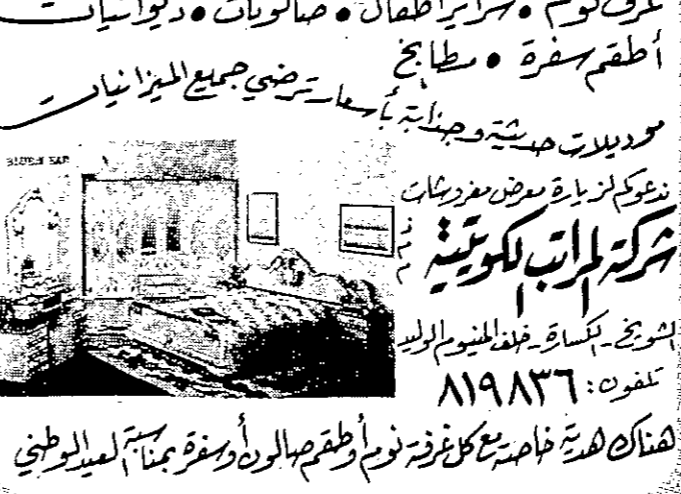 غرف نوم • سراير أطفال • صالونات • ديوانيات
أطقم سفرة • مطابخ
موديلات حديثة وجذابة بأسعار ترضي جميع الميزانيات
ندعوكم لزيارة معرض مفروشات
شركة المراتب الكويتية
ذ.م.م
الشويخ - الكسارة - خلف المنيوم الوليد
تلفون: ٨١٩٨٣٦
هناك هدية خاصة مع كل غرفة نوم أو طقم صالون أو سفرة بمناسبة العيد الوطني